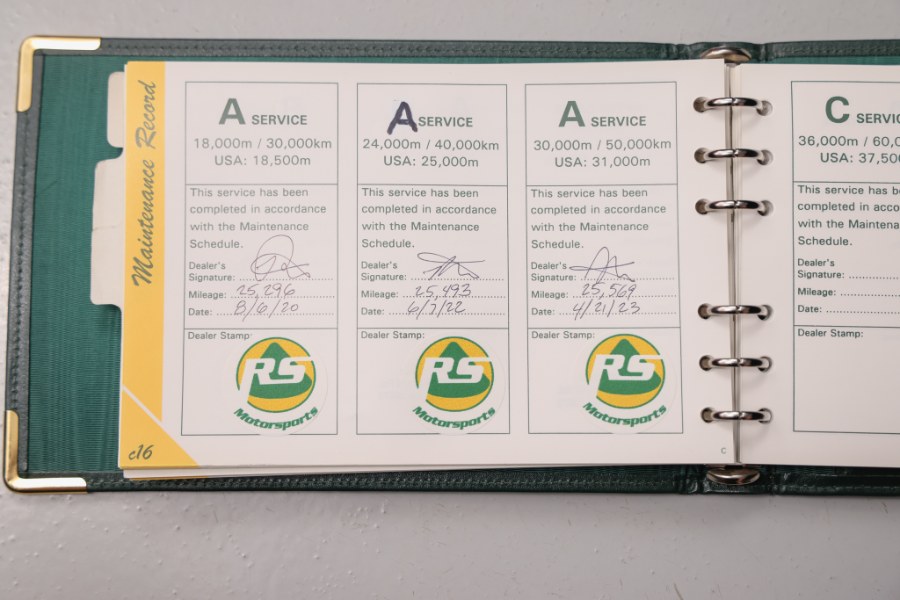 Maintenance Record
A SERVICE
18,000m / 30,000km
USA: 18,500m
This service has been
completed in accordance
with the Maintenance
Schedule.
Dealer's
Signature:
Mileage: 25,296
Date: 8/6/20
Dealer Stamp:
RS
Motorsports
A SERVICE
24,000m / 40,000km
USA: 25,000m
This service has been
completed in accordance
with the Maintenance
Schedule.
Dealer's
Signature:
Mileage: 25,493
Date: 6/7/22
Dealer Stamp:
RS
Motorsports
A SERVICE
30,000m / 50,000km
USA: 31,000m
This service has been
completed in accordance
with the Maintenance
Schedule.
Dealer's
Signature:
Mileage: 25,569
Date: 4/21/23
Dealer Stamp:
RS
Motorsports
c16
C
C SERVIC
36,000m / 60,0
USA: 37,500
This service has be
completed in accor
with the Maintena
Schedule.
Dealer's
Signature:
Mileage:
Date:
Dealer Stamp: